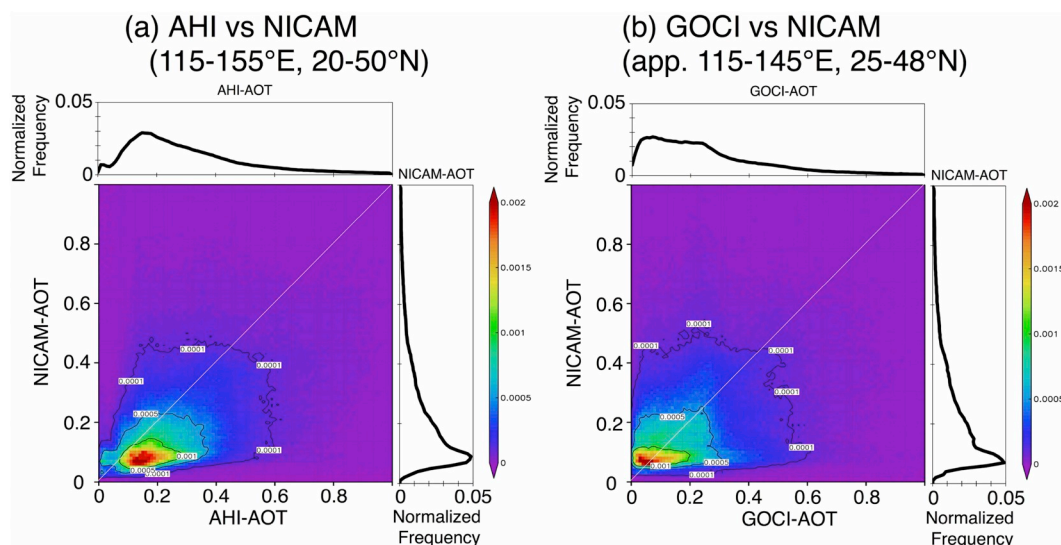 (a) AHI vs NICAM
(115-155°E, 20-50°N)
AHI-AOT
Normalized
Frequency
0.05
0
NICAM-AOT
0.002
0.0015
0.001
0.0005
0
NICAM-AOT
0.8
0.6
0.4
0.2
0
0.0001
0.0001
0.0001
0.0005
0.001
0.0005
0.0001
0.0001
0
0.2
0.4
0.6
0.8
AHI-AOT
0
0.05
Normalized
Frequency
(b) GOCI vs NICAM
(app. 115-145°E, 25-48°N)
GOCI-AOT
Normalized
Frequency
0.05
0
NICAM-AOT
0.002
0.0015
0.001
0.0005
0
NICAM-AOT
0.8
0.6
0.4
0.2
0
0.0001
0.0001
0.0001
0.0005
0.001
0.0005
0.0001
0.0001
0
0.2
0.4
0.6
0.8
GOCI-AOT
0
0.05
Normalized
Frequency